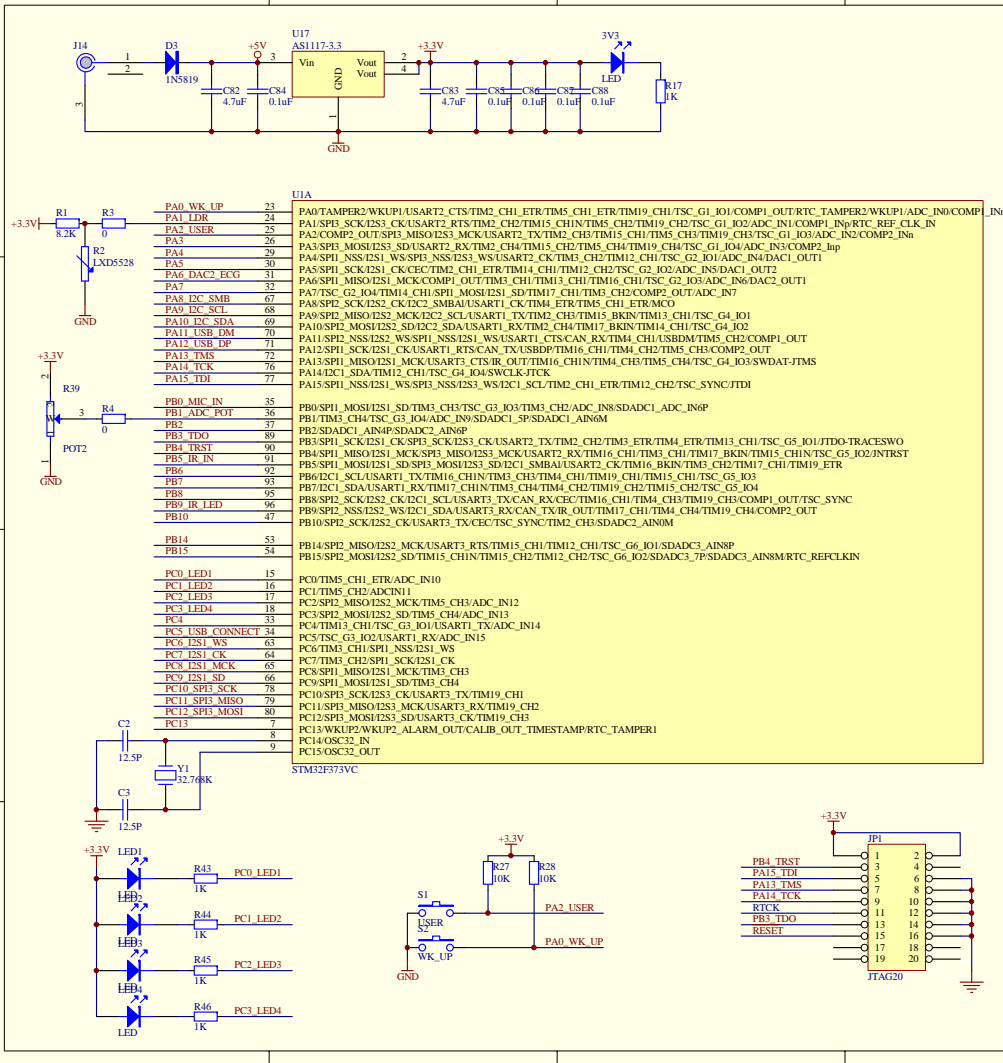 J14
1
2
3
D3
1N5819
+5V
C82
4.7uF
C84
0.1uF
U17
AS1117-3.3
3
Vin
GND
Vout
Vout
2
4
1
GND
+3.3V
C83
4.7uF
C85
0.1uF
C86
0.1uF
C87
0.1uF
C88
0.1uF
3V3
LED
R17
1K
+3.3V
R1
8.2K
R3
0
R2
LXD5528
GND
+3.3V
2
R39
3
R4
0
W
POT2
1
GND
U1A
PA0_WK_UP 23 PA0/TAMPER2/WKUP1/USART2_CTS/TIM2_CH1_ETR/TIM5_CH1_ETR/TIM19_CH1/TSC_G1_IO1/COMP1_OUT/RTC_TAMPER2/WKUP1/ADC_IN0/COMP1_INn
PA1_LDR 24 PA1/SPI3_SCK/I2S3_CK/USART2_RTS/TIM2_CH2/TIM15_CH1N/TIM5_CH2/TIM19_CH2/TSC_G1_IO2/ADC_IN1/COMP1_INp/RTC_REF_CLK_IN
PA2_USER 25 PA2/COMP2_OUT/SPI3_MISO/I2S3_MCK/USART2_TX/TIM2_CH3/TIM15_CH1/TIM5_CH3/TIM19_CH3/TSC_G1_IO3/ADC_IN2/COMP2_INn
PA3 26 PA3/SPI3_MOSI/I2S3_SD/USART2_RX/TIM2_CH4/TIM15_CH2/TIM5_CH4/TIM19_CH4/TSC_G1_IO4/ADC_IN3/COMP2_Inp
PA4 29 PA4/SPI1_NSS/I2S1_WS/SPI3_NSS/I2S3_WS/USART2_CK/TIM3_CH2/TIM12_CH1/TSC_G2_IO1/ADC_IN4/DAC1_OUT1
PA5 30 PA5/SPI1_SCK/I2S1_CK/CEC/TIM2_CH1_ETR/TIM14_CH1/TIM12_CH2/TSC_G2_IO2/ADC_IN5/DAC1_OUT2
PA6_DAC2_ECG 31 PA6/SPI1_MISO/I2S1_MCK/COMP1_OUT/TIM3_CH1/TIM13_CH1/TIM16_CH1/TSC_G2_IO3/ADC_IN6/DAC2_OUT1
PA7 32 PA7/TSC_G2_IO4/TIM14_CH1/SPI1_MOSI/I2S1_SD/TIM17_CH1/TIM3_CH2/COMP2_OUT/ADC_IN7
PA8_I2C_SMB 67 PA8/SPI2_SCK/I2S2_CK/I2C2_SMBAI/USART1_CK/TIM4_ETR/TIM5_CH1_ETR/MCO
PA9_I2C_SCL 68 PA9/SPI2_MISO/I2S2_MCK/I2C2_SCL/USART1_TX/TIM2_CH3/TIM15_BKIN/TIM13_CH1/TSC_G4_IO1
PA10_I2C_SDA 69 PA10/SPI2_MOSI/I2S2_SD/I2C2_SDA/USART1_RX/TIM2_CH4/TIM17_BKIN/TIM14_CH1/TSC_G4_IO2
PA11_USB_DM 70 PA11/SPI2_NSS/I2S2_WS/SPI1_NSS/I2S1_WS/USART1_CTS/CAN_RX/TIM4_CH1/USBDM/TIM5_CH2/COMP1_OUT
PA12_USB_DP 71 PA12/SPI1_SCK/I2S1_CK/USART1_RTS/CAN_TX/USBDP/TIM16_CH1/TIM4_CH2/TIM5_CH3/COMP2_OUT
PA13_TMS 72 PA13/SPI1_MISO/I2S1_MCK/USART3_CTS/IR_OUT/TIM16_CH1N/TIM4_CH3/TIM5_CH4/TSC_G4_IO3/SWDAT-JTMS
PA14_TCK 76 PA14/I2C1_SDA/TIM12_CH1/TSC_G4_IO4/SWCLK-JTCK
PA15_TDI 77 PA15/SPI1_NSS/I2S1_WS/SPI3_NSS/I2S3_WS/I2C1_SCL/TIM2_CH1_ETR/TIM12_CH2/TSC_SYNC/JTDI
PB0_MIC_IN 35 PB0/SPI1_MOSI/I2S1_SD/TIM3_CH3/TSC_G3_IO3/TIM3_CH2/ADC_IN8/SDADC1_AIN6P
PB1_ADC_POT 36 PB1/TIM3_CH4/TSC_G3_IO4/ADC_IN9/SDADC1_5P/SDADC1_AIN6M
PB2 37 PB2/SDADC1_AIN4P/SDADC2_AIN6P
PB3_TDO 89 PB3/SPI1_SCK/I2S1_CK/SPI3_SCK/I2S3_CK/USART2_TX/TIM2_CH2/TIM3_ETR/TIM4_ETR/TIM13_CH1/TSC_G5_IO1/JTDO-TRACESWO
PB4_TRST 90 PB4/SPI1_MISO/I2S1_MCK/SPI3_MISO/I2S3_MCK/USART2_RX/TIM16_CH1/TIM3_CH1/TIM17_BKIN/TIM15_CH1N/TSC_G5_IO2/JNTRST
PB5_IR_IN 91 PB5/SPI1_MOSI/I2S1_SD/SPI3_MOSI/I2S3_SD/I2C1_SMBAI/USART2_CK/TIM16_BKIN/TIM3_CH2/TIM17_CH1/TIM19_ETR
PB6 92 PB6/I2C1_SCL/USART1_TX/TIM16_CH1N/TIM3_CH3/TIM4_CH1/TIM19_CH1/TIM15_CH1/TSC_G5_IO3
PB7 93 PB7/I2C1_SDA/USART1_RX/TIM17_CH1N/TIM3_CH4/TIM4_CH2/TIM19_CH2/TIM15_CH2/TSC_G5_IO4
PB8 95 PB8/SPI2_SCK/I2S2_CK/I2C1_SCL/USART3_TX/CAN_RX/CEC/TIM16_CH1/TIM4_CH3/TIM19_CH3/COMP1_OUT/TSC_SYNC
PB9_IR_LED 96 PB9/SPI2_NSS/I2S2_WS/I2C1_SDA/USART3_RX/CAN_TX/IR_OUT/TIM17_CH1/TIM4_CH4/TIM19_CH4/COMP2_OUT
PB10 47 PB10/SPI2_SCK/I2S2_CK/USART3_TX/CEC/TSC_SYNC/TIM2_CH3/SDADC2_AIN0M
PB14 53 PB14/SPI2_MISO/I2S2_MCK/USART3_RTS/TIM15_CH1/TIM12_CH1/TSC_G6_IO1/SDADC3_AIN8P
PB15 54 PB15/SPI2_MOSI/I2S2_SD/TIM15_CH1N/TIM15_CH2/TIM12_CH2/TSC_G6_IO2/SDADC3_7P/SDADC3_AIN8M/RTC_REFCLKIN
PC0_LED1 15 PC0/TIM5_CH1_ETR/ADC_IN10
PC1_LED2 16 PC1/TIM5_CH2/ADCIN11
PC2_LED3 17 PC2/SPI2_MISO/I2S2_MCK/TIM5_CH3/ADC_IN12
PC3_LED4 18 PC3/SPI2_MOSI/I2S2_SD/TIM5_CH4/ADC_IN13
PC4 33 PC4/TIM13_CH1/TSC_G3_IO1/USART1_TX/ADC_IN14
PC5_USB_CONNECT 34 PC5/TSC_G3_IO2/USART1_RX/ADC_IN15
PC6_I2S1_WS 63 PC6/TIM3_CH1/SPI1_NSS/I2S1_WS
PC7_I2S1_CK 64 PC7/TIM3_CH2/SPI1_SCK/I2S1_CK
PC8_I2S1_MCK 65 PC8/SPI1_MISO/I2S1_MCK/TIM3_CH3
PC9_I2S1_SD 66 PC9/SPI1_MOSI/I2S1_SD/TIM3_CH4
PC10_SPI3_SCK 78 PC10/SPI3_SCK/I2S3_CK/USART3_TX/TIM19_CH1
PC11_SPI3_MISO 79 PC11/SPI3_MISO/I2S3_MCK/USART3_RX/TIM19_CH2
PC12_SPI3_MOSI 80 PC12/SPI3_MOSI/I2S3_SD/USART3_CK/TIM19_CH3
PC13 7 PC13/WKUP2/WKUP2_ALARM_OUT/CALIB_OUT_TIMESTAMP/RTC_TAMPER1
8 PC14/OSC32_IN
9 PC15/OSC32_OUT
STM32F373VC
C2
12.5P
Y1
32.768K
C3
12.5P
+3.3V
LED1
LED
R43
1K
PC0_LED1
LED2
LED
R44
1K
PC1_LED2
LED3
LED
R45
1K
PC2_LED3
LED4
LED
R46
1K
PC3_LED4
+3.3V
R27
10K
R28
10K
S1
USER
PA2_USER
S2
WK_UP
PA0_WK_UP
GND
+3.3V
JP1
1 2
PB4_TRST 3 4
PA15_TDI 5 6
PA13_TMS 7 8
PA14_TCK 9 10
RTCK 11 12
PB3_TDO 13 14
RESET 15 16
17 18
19 20
JTAG20